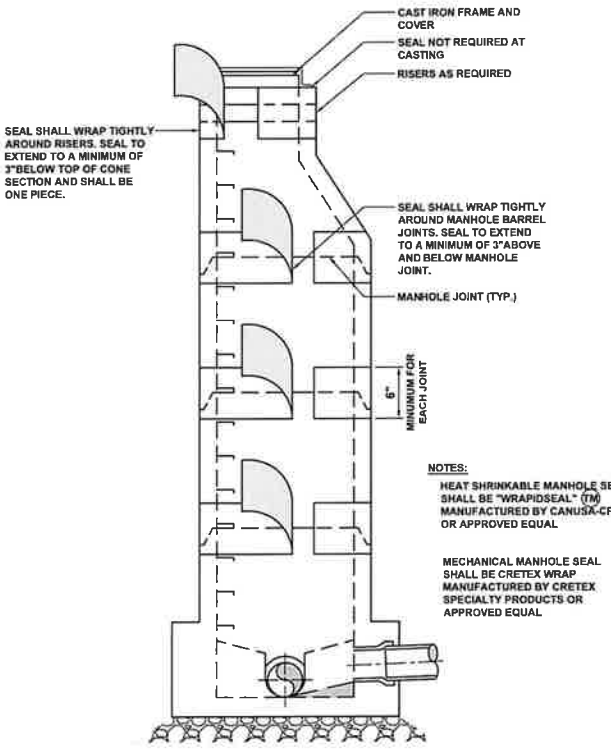 CAST IRON FRAME AND
COVER
SEAL NOT REQUIRED AT
CASTING
RISERS AS REQUIRED
SEAL SHALL WRAP TIGHTLY
AROUND RISERS. SEAL TO
EXTEND TO A MINIMUM OF
3"BELOW TOP OF CONE
SECTION AND SHALL BE
ONE PIECE.
SEAL SHALL WRAP TIGHTLY
AROUND MANHOLE BARREL
JOINTS. SEAL TO EXTEND
TO A MINIMUM OF 3"ABOVE
AND BELOW MANHOLE
JOINT.
MANHOLE JOINT (TYP.)
6"
MINUMUM FOR
EACH JOINT
NOTES:
HEAT SHRINKABLE MANHOLE SE
SHALL BE "WRAPIDSEAL" TM
MANUFACTURED BY CANUSA-CP
OR APPROVED EQUAL
MECHANICAL MANHOLE SEAL
SHALL BE CRETEX WRAP
MANUFACTURED BY CRETEX
SPECIALTY PRODUCTS OR
APPROVED EQUAL